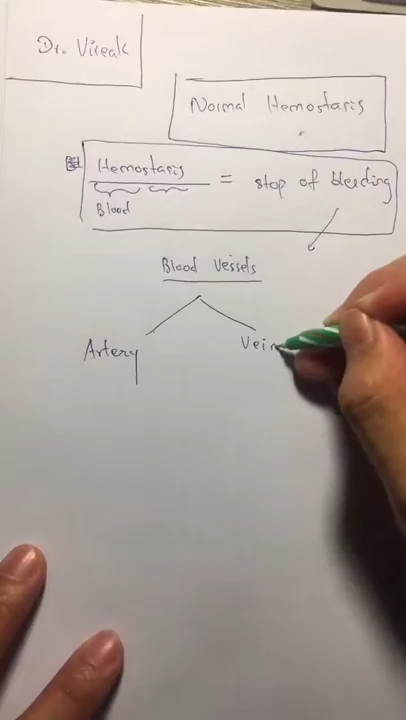 Dr. Vireak
Normal Hemostasis
Hemostasis = stop of bleeding
Blood
Blood Vessels
Artery Vein